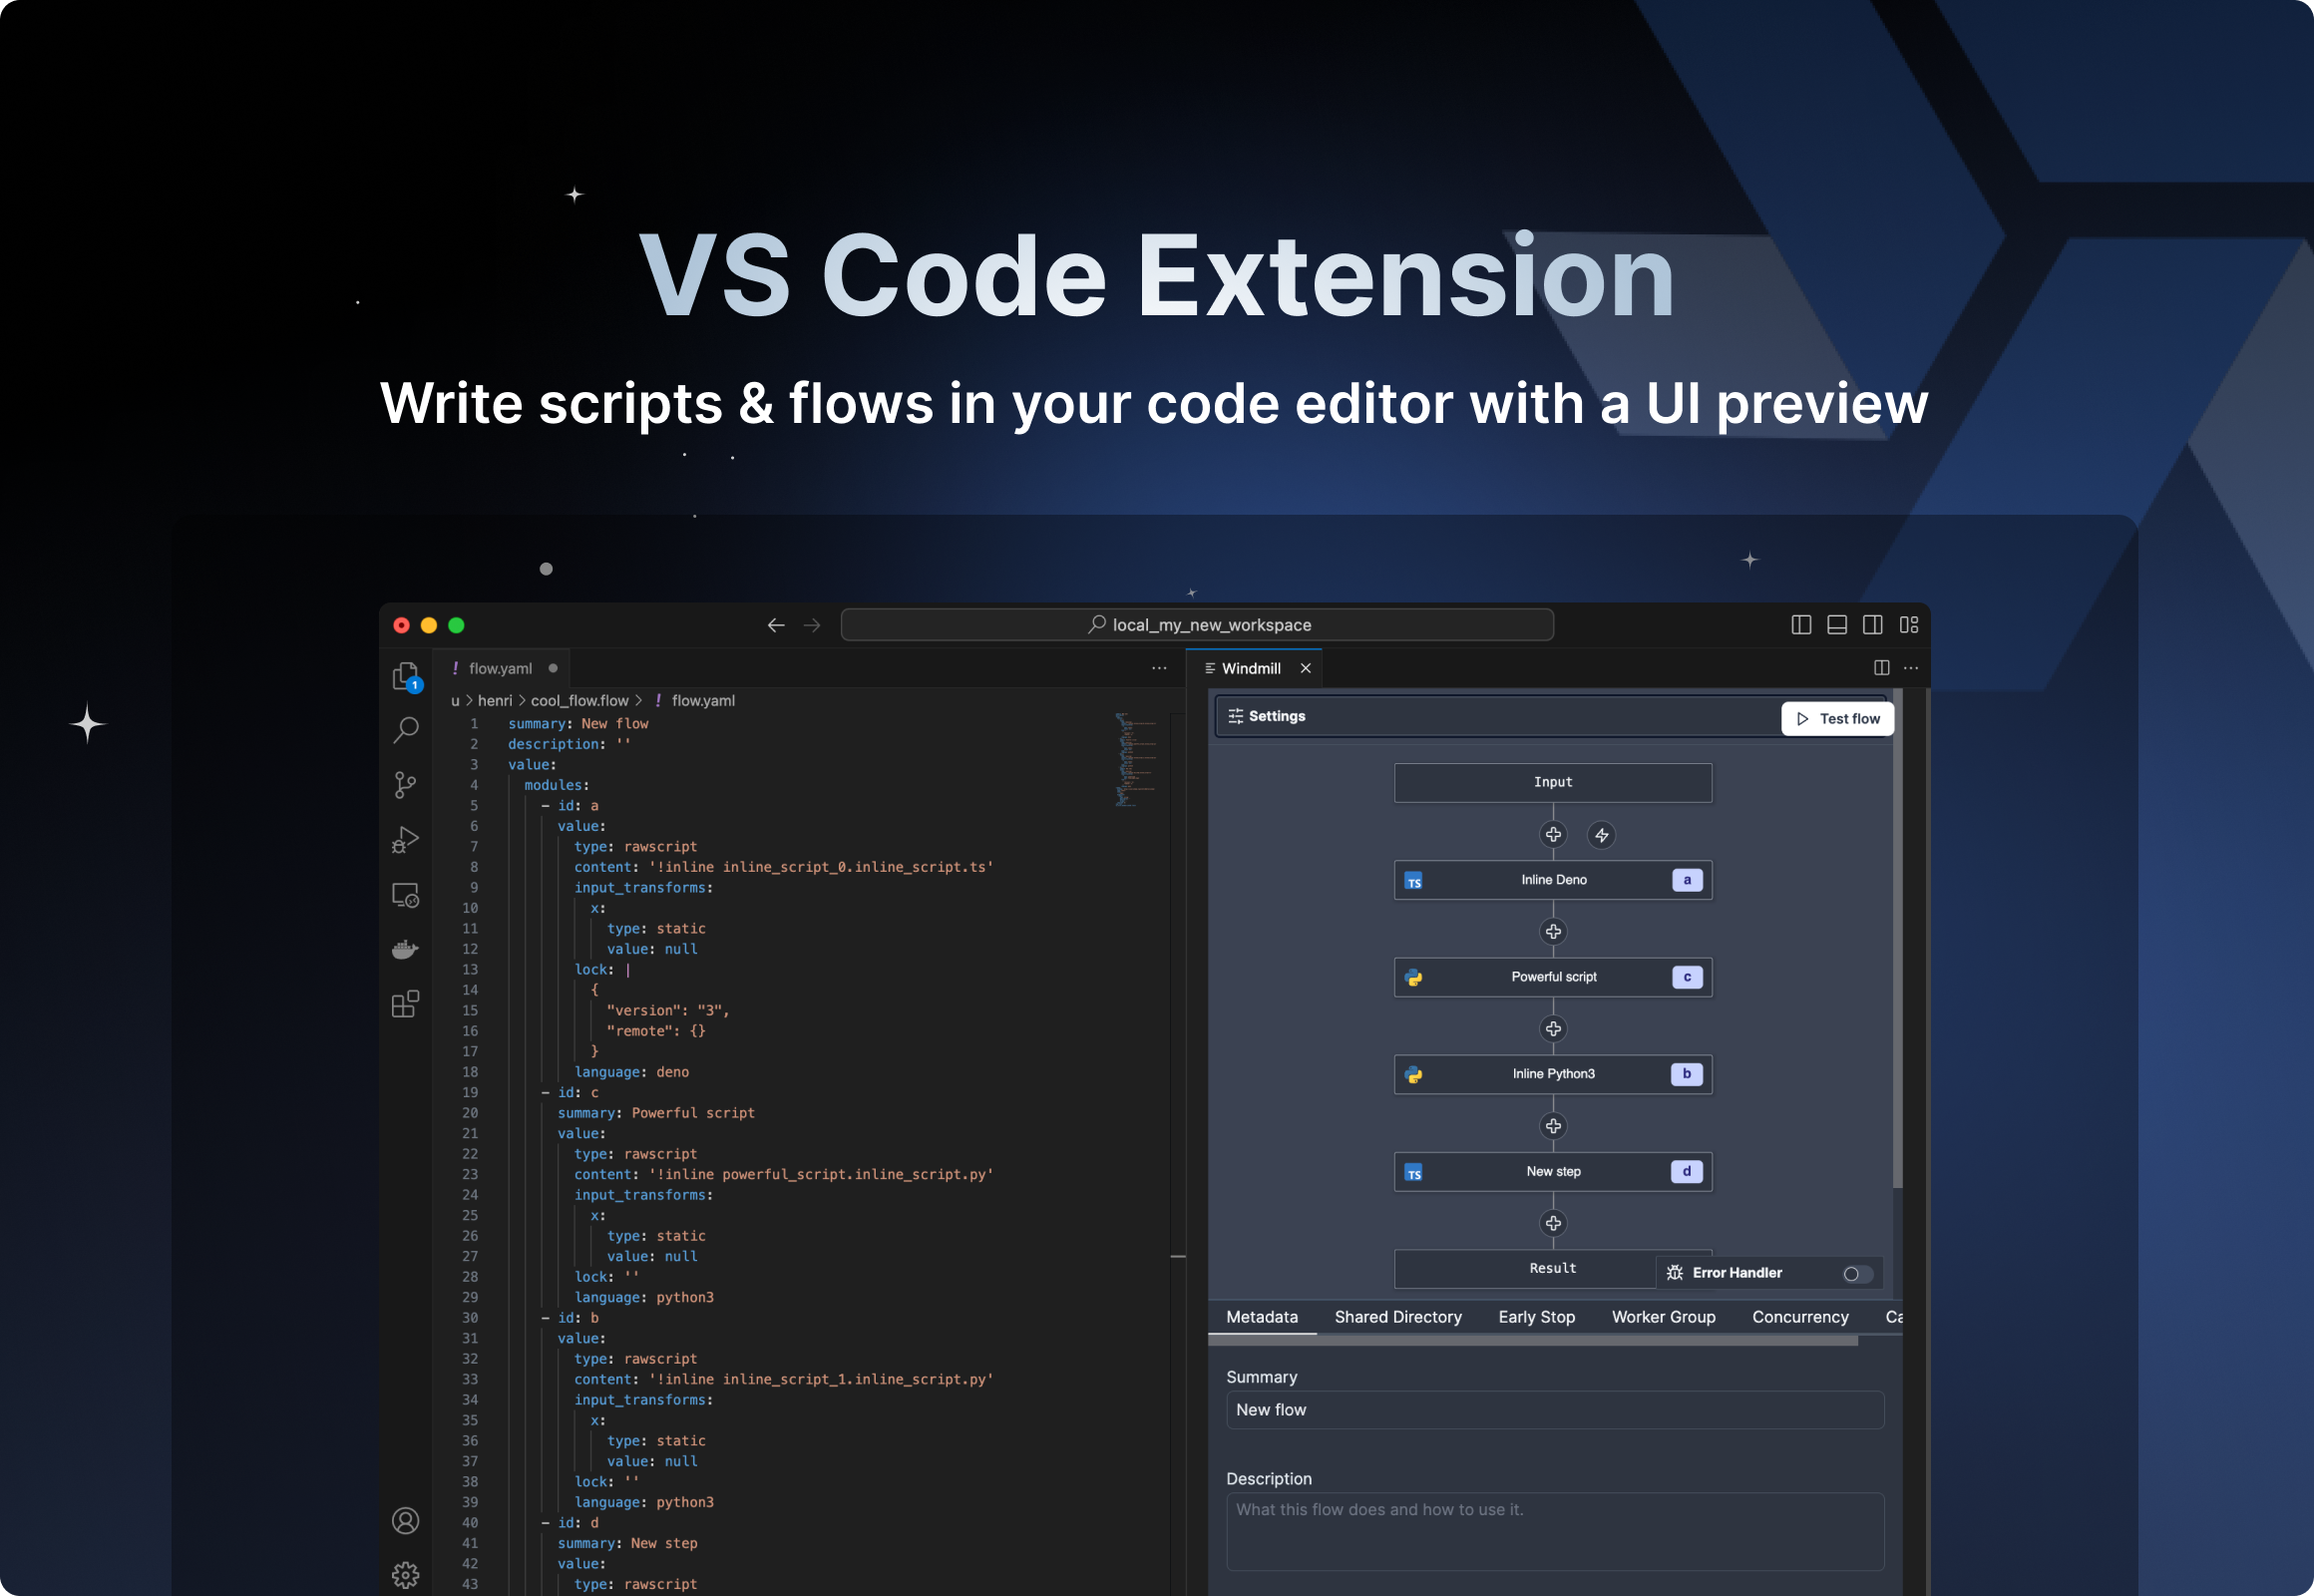 VS Code Extension
Write scripts & flows in your code editor with a UI preview
local_my_new_workspace
! flow.yaml
Windmill
1
u > henri > cool_flow.flow > ! flow.yaml
1 summary: New flow
2 description: ''
3 value:
4 modules:
5 - id: a
6 value:
7 type: rawscript
8 content: '!inline inline_script_0.inline_script.ts'
9 input_transforms:
10 x:
11 type: static
12 value: null
13 lock: |
14 {
15 "version": "3",
16 "remote": {}
17 }
18 language: deno
19 - id: c
20 summary: Powerful script
21 value:
22 type: rawscript
23 content: '!inline powerful_script.inline_script.py'
24 input_transforms:
25 x:
26 type: static
27 value: null
28 lock: ''
29 language: python3
30 - id: b
31 value:
32 type: rawscript
33 content: '!inline inline_script_1.inline_script.py'
34 input_transforms:
35 x:
36 type: static
37 value: null
38 lock: ''
39 language: python3
40 - id: d
41 summary: New step
42 value:
43 type: rawscript
Settings
Test flow
Input
TS Inline Deno a
Powerful script c
Inline Python3 b
TS New step d
Result
Error Handler
Metadata Shared Directory Early Stop Worker Group Concurrency Ca
Summary
New flow
Description
What this flow does and how to use it.